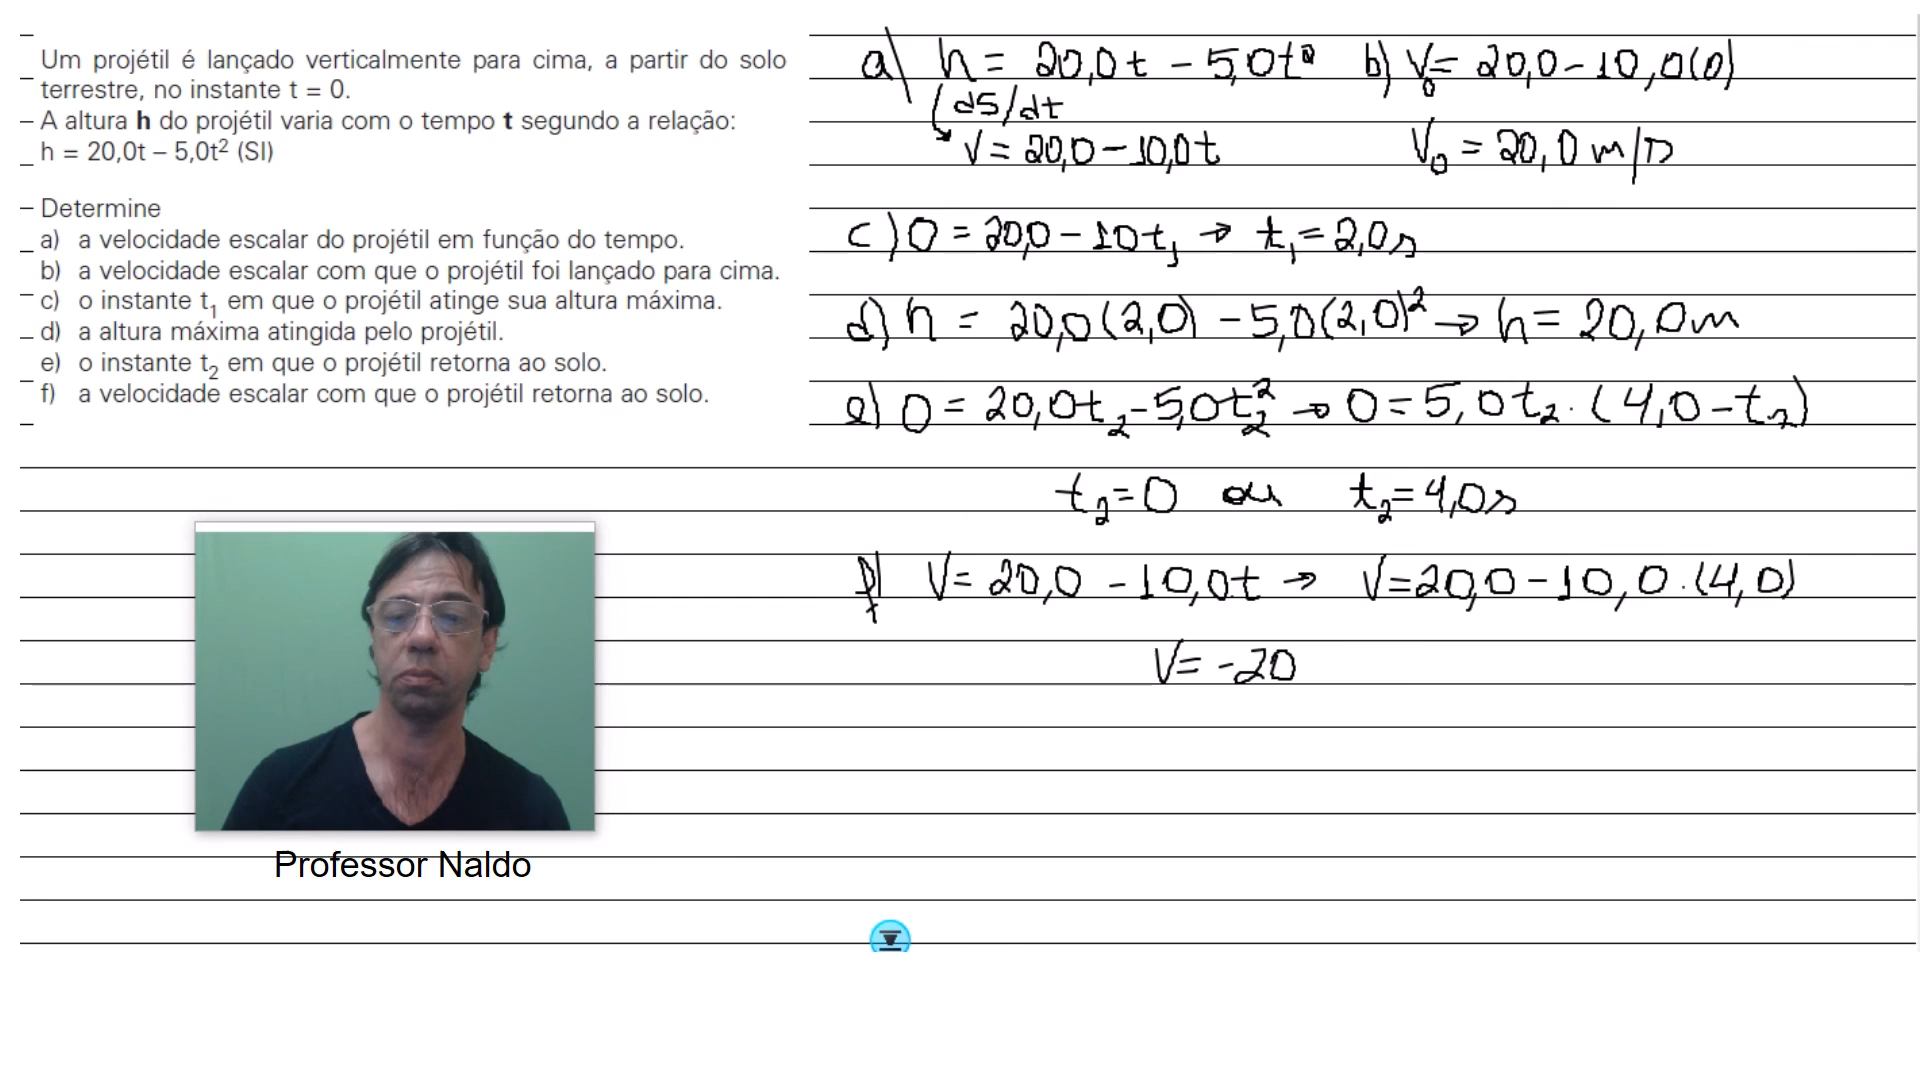 Um projétil é lançado verticalmente para cima, a partir do solo
terrestre, no instante t = 0.
A altura h do projétil varia com o tempo t segundo a relação:
h = 20,0t – 5,0t² (SI)
Determine
a) a velocidade escalar do projétil em função do tempo.
b) a velocidade escalar com que o projétil foi lançado para cima.
c) o instante t₁ em que o projétil atinge sua altura máxima.
d) a altura máxima atingida pelo projétil.
e) o instante t₂ em que o projétil retorna ao solo.
f) a velocidade escalar com que o projétil retorna ao solo.
Professor Naldo
a) h = 20,0t - 5,0t²
ds/dt
V = 20,0 - 10,0t
b) V₀ = 20,0 - 10,0(0)
V₀ = 20,0 m/s
c) 0 = 20,0 - 10t₁ → t₁ = 2,0s
d) h = 20,0(2,0) - 5,0(2,0)² → h = 20,0m
e) 0 = 20,0t₂ - 5,0t₂² → 0 = 5,0t₂ . (4,0 - t₂)
t₂ = 0 ou t₂ = 4,0s
f) V = 20,0 - 10,0t → V = 20,0 - 10,0 . (4,0)
V = -20